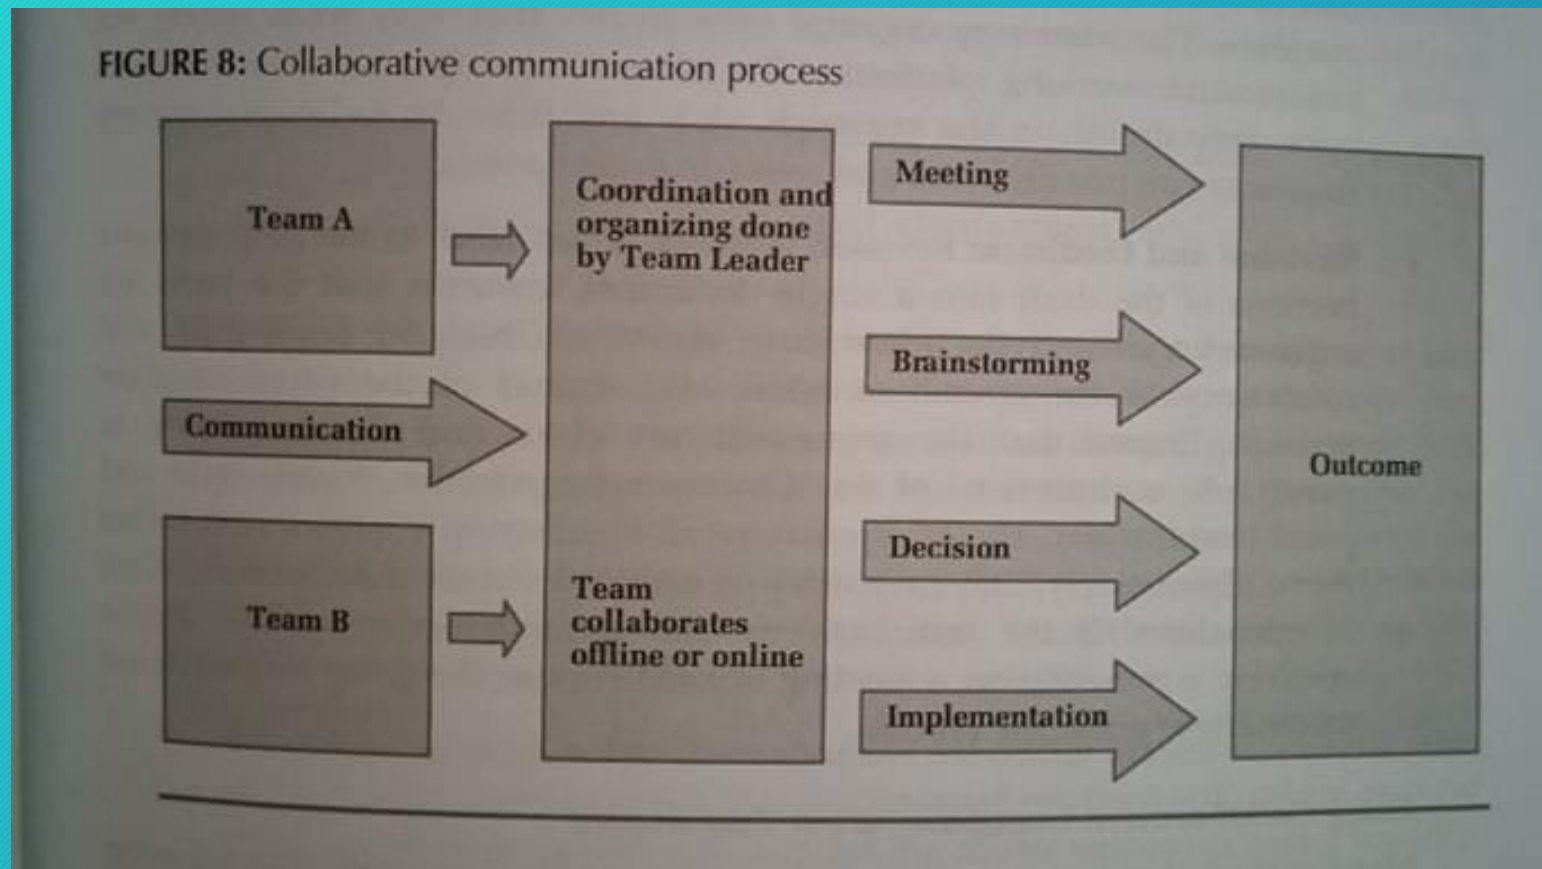 FIGURE 8: Collaborative communication process
Team A
Communication
Team B
Coordination and
organizing done
by Team Leader
Team
collaborates
offline or online
Meeting
Brainstorming
Decision
Implementation
Outcome